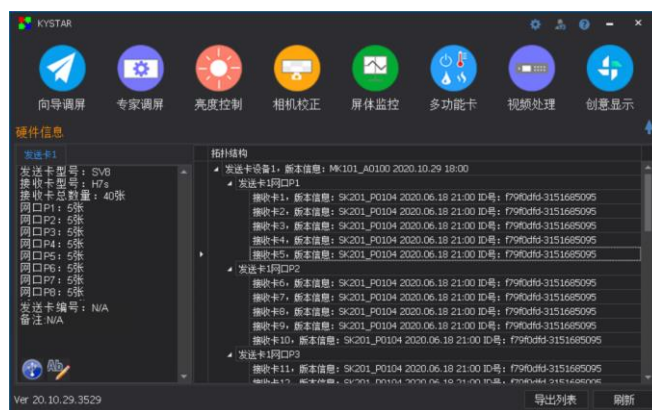 KYSTAR
向导调屏 专家调屏 亮度控制 相机校正 屏体监控 多功能卡 视频处理 创意显示
硬件信息
发送卡1
发送卡型号：SV8
接收卡型号：H7s
接收卡总数量：40张
网口P1：5张
网口P2：5张
网口P3：5张
网口P4：5张
网口P5：5张
网口P6：5张
网口P7：5张
网口P8：5张
发送卡编号：N/A
备注:N/A
拓扑结构
发送卡设备1，版本信息：MK101_A0100 2020.10.29 18:00
发送卡1网口P1
接收卡1，版本信息：SK201_P0104 2020.06.18 21:00 ID号：f79f0dfd-3151685095
接收卡2，版本信息：SK201_P0104 2020.06.18 21:00 ID号：f79f0dfd-3151685095
接收卡3，版本信息：SK201_P0104 2020.06.18 21:00 ID号：f79f0dfd-3151685095
接收卡4，版本信息：SK201_P0104 2020.06.18 21:00 ID号：f79f0dfd-3151685095
接收卡5，版本信息：SK201_P0104 2020.06.18 21:00 ID号：f79f0dfd-3151685095
发送卡1网口P2
接收卡6，版本信息：SK201_P0104 2020.06.18 21:00 ID号：f79f0dfd-3151685095
接收卡7，版本信息：SK201_P0104 2020.06.18 21:00 ID号：f79f0dfd-3151685095
接收卡8，版本信息：SK201_P0104 2020.06.18 21:00 ID号：f79f0dfd-3151685095
接收卡9，版本信息：SK201_P0104 2020.06.18 21:00 ID号：f79f0dfd-3151685095
接收卡10，版本信息：SK201_P0104 2020.06.18 21:00 ID号：f79f0dfd-3151685095
发送卡1网口P3
接收卡11，版本信息：SK201_P0104 2020.06.18 21:00 ID号：f79f0dfd-3151685095
接收卡12，版本信息：SK201_P0104 2020.06.18 21:00 ID号：f79f0dfd-3151685095
Ver 20.10.29.3529
导出列表 刷新